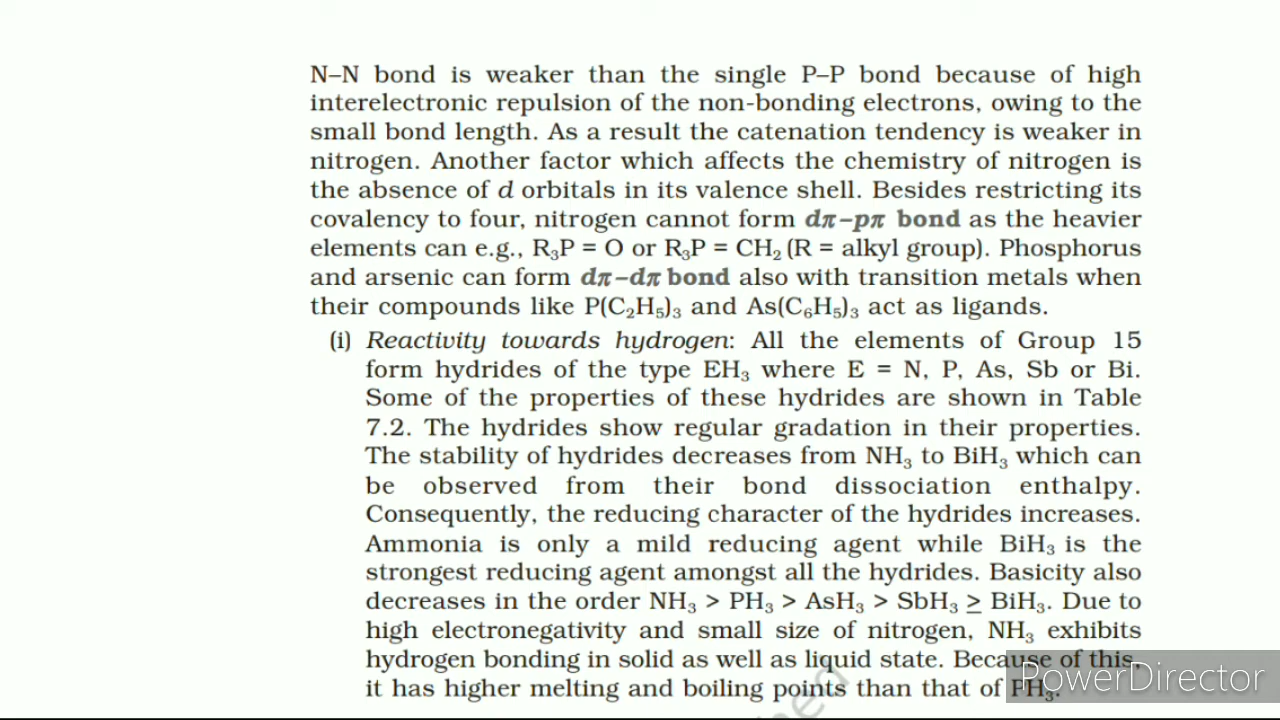 N–N bond is weaker than the single P–P bond because of high
interelectronic repulsion of the non-bonding electrons, owing to the
small bond length. As a result the catenation tendency is weaker in
nitrogen. Another factor which affects the chemistry of nitrogen is
the absence of d orbitals in its valence shell. Besides restricting its
covalency to four, nitrogen cannot form dπ–pπ bond as the heavier
elements can e.g., R₃P = O or R₃P = CH₂ (R = alkyl group). Phosphorus
and arsenic can form dπ–dπ bond also with transition metals when
their compounds like P(C₂H₅)₃ and As(C₆H₅)₃ act as ligands.
(i) Reactivity towards hydrogen: All the elements of Group 15
form hydrides of the type EH₃ where E = N, P, As, Sb or Bi.
Some of the properties of these hydrides are shown in Table
7.2. The hydrides show regular gradation in their properties.
The stability of hydrides decreases from NH₃ to BiH₃ which can
be observed from their bond dissociation enthalpy.
Consequently, the reducing character of the hydrides increases.
Ammonia is only a mild reducing agent while BiH₃ is the
strongest reducing agent amongst all the hydrides. Basicity also
decreases in the order NH₃ > PH₃ > AsH₃ > SbH₃ ≥ BiH₃. Due to
high electronegativity and small size of nitrogen, NH₃ exhibits
hydrogen bonding in solid as well as liquid state. Because of this,
it has higher melting and boiling points than that of PH₃.
PowerDirector